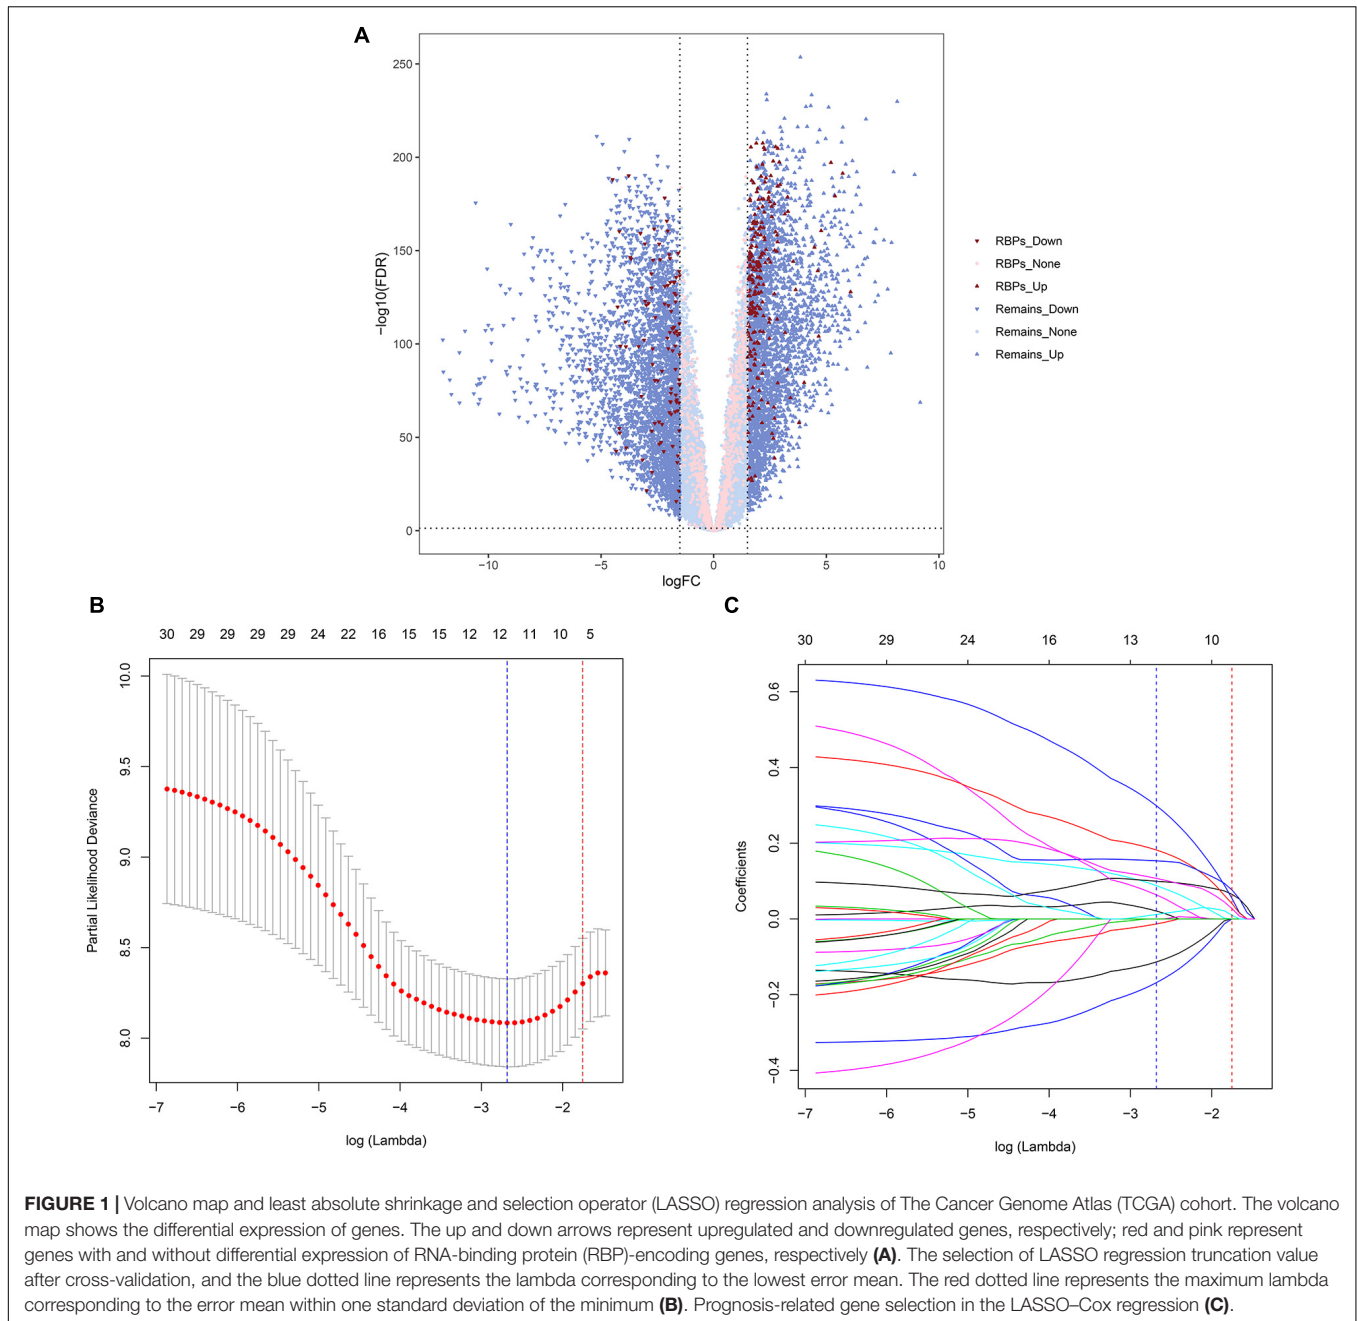 A
250
200
150
100
50
0
−log10(FDR)
−10 −5 0 5 10
logFC
RBPs_Down
RBPs_None
RBPs_Up
Remains_Down
Remains_None
Remains_Up
B
30 29 29 29 29 24 22 16 15 15 12 12 11 10 5
10.0
9.5
9.0
8.5
8.0
Partial Likelihood Deviance
−7 −6 −5 −4 −3 −2
log (Lambda)
C
30 29 24 16 13 10
0.6
0.4
0.2
0.0
−0.2
−0.4
Coefficients
−7 −6 −5 −4 −3 −2
log (Lambda)
FIGURE 1 | Volcano map and least absolute shrinkage and selection operator (LASSO) regression analysis of The Cancer Genome Atlas (TCGA) cohort. The volcano
map shows the differential expression of genes. The up and down arrows represent upregulated and downregulated genes, respectively; red and pink represent
genes with and without differential expression of RNA-binding protein (RBP)-encoding genes, respectively (A). The selection of LASSO regression truncation value
after cross-validation, and the blue dotted line represents the lambda corresponding to the lowest error mean. The red dotted line represents the maximum lambda
corresponding to the error mean within one standard deviation of the minimum (B). Prognosis-related gene selection in the LASSO–Cox regression (C).